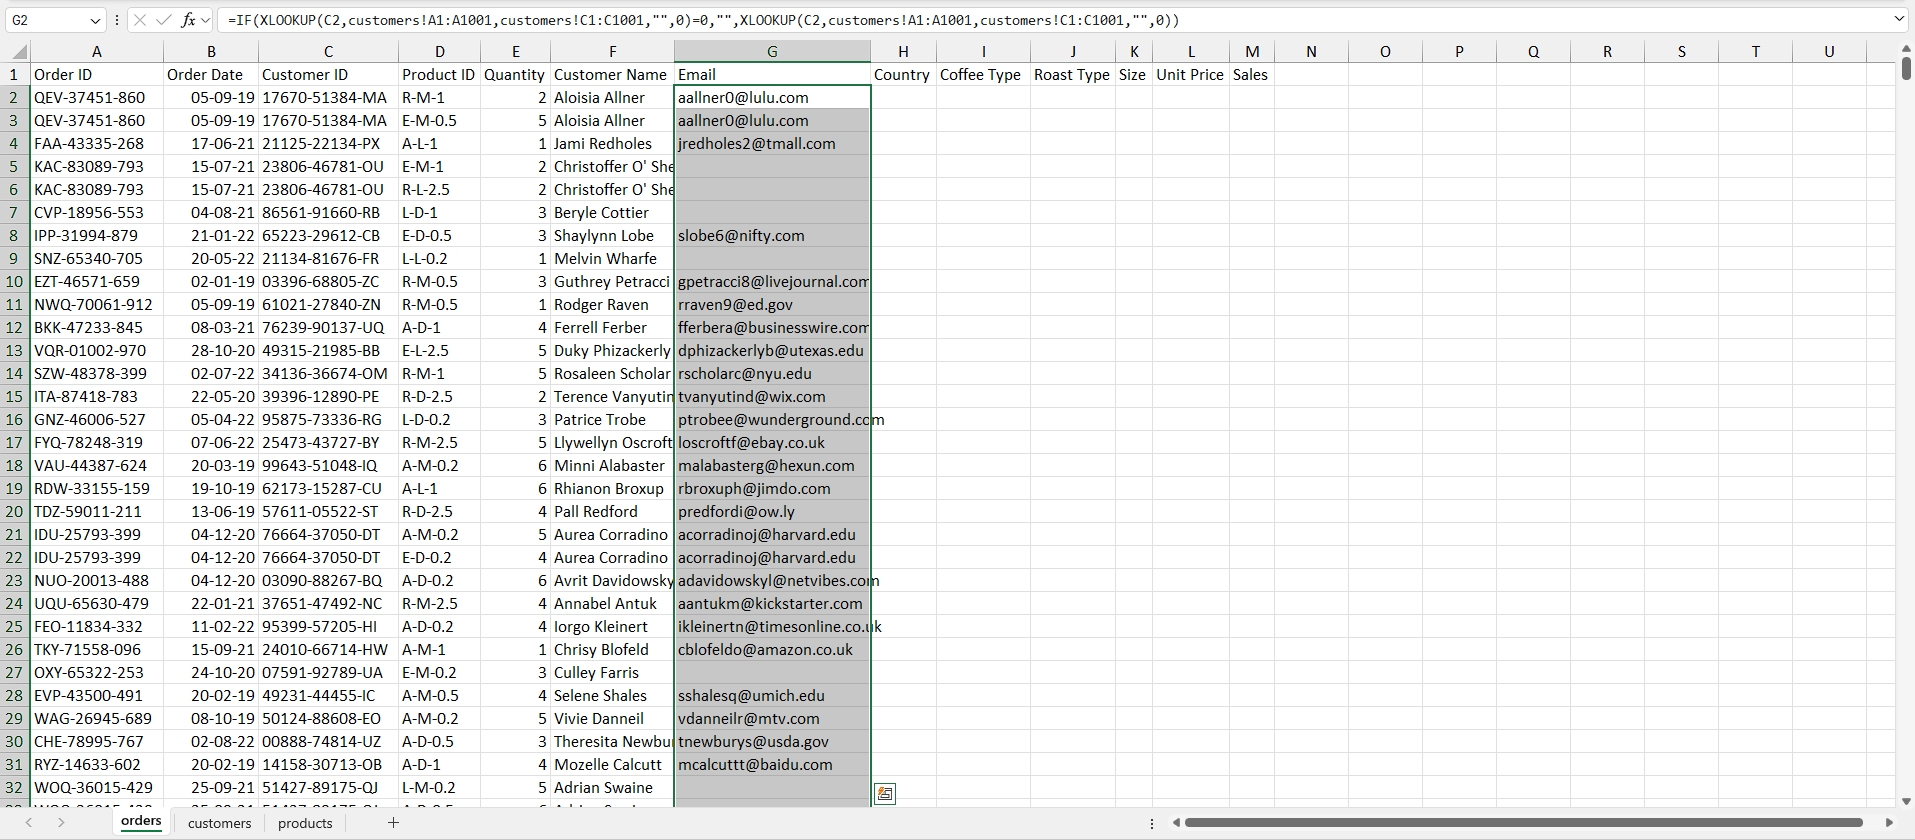 G2 fx =IF(XLOOKUP(C2,customers!A1:A1001,customers!C1:C1001,"",0)=0,"",XLOOKUP(C2,customers!A1:A1001,customers!C1:C1001,"",0))
A B C D E F G H I J K L M N O P Q R S T U
1 Order ID Order Date Customer ID Product ID Quantity Customer Name Email Country Coffee Type Roast Type Size Unit Price Sales
2 QEV-37451-860 05-09-19 17670-51384-MA R-M-1 2 Aloisia Allner aallner0@lulu.com
3 QEV-37451-860 05-09-19 17670-51384-MA E-M-0.5 5 Aloisia Allner aallner0@lulu.com
4 FAA-43335-268 17-06-21 21125-22134-PX A-L-1 1 Jami Redholes jredholes2@tmall.com
5 KAC-83089-793 15-07-21 23806-46781-OU E-M-1 2 Christoffer O' She
6 KAC-83089-793 15-07-21 23806-46781-OU R-L-2.5 2 Christoffer O' She
7 CVP-18956-553 04-08-21 86561-91660-RB L-D-1 3 Beryle Cottier
8 IPP-31994-879 21-01-22 65223-29612-CB E-D-0.5 3 Shaylynn Lobe slobe6@nifty.com
9 SNZ-65340-705 20-05-22 21134-81676-FR L-L-0.2 1 Melvin Wharfe
10 EZT-46571-659 02-01-19 03396-68805-ZC R-M-0.5 3 Guthrey Petracci gpetracci8@livejournal.com
11 NWQ-70061-912 05-09-19 61021-27840-ZN R-M-0.5 1 Rodger Raven rraven9@ed.gov
12 BKK-47233-845 08-03-21 76239-90137-UQ A-D-1 4 Ferrell Ferber fferbera@businesswire.com
13 VQR-01002-970 28-10-20 49315-21985-BB E-L-2.5 5 Duky Phizackerly dphizackerlyb@utexas.edu
14 SZW-48378-399 02-07-22 34136-36674-OM R-M-1 5 Rosaleen Scholar rscholarc@nyu.edu
15 ITA-87418-783 22-05-20 39396-12890-PE R-D-2.5 2 Terence Vanyutin tvanyutind@wix.com
16 GNZ-46006-527 05-04-22 95875-73336-RG L-D-0.2 3 Patrice Trobe ptrobee@wunderground.com
17 FYQ-78248-319 07-06-22 25473-43727-BY R-M-2.5 5 Llywellyn Oscroft loscroftf@ebay.co.uk
18 VAU-44387-624 20-03-19 99643-51048-IQ A-M-0.2 6 Minni Alabaster malabasterg@hexun.com
19 RDW-33155-159 19-10-19 62173-15287-CU A-L-1 6 Rhianon Broxup rbroxuph@jimdo.com
20 TDZ-59011-211 13-06-19 57611-05522-ST R-D-2.5 4 Pall Redford predfordi@ow.ly
21 IDU-25793-399 04-12-20 76664-37050-DT A-M-0.2 5 Aurea Corradino acorradinoj@harvard.edu
22 IDU-25793-399 04-12-20 76664-37050-DT E-D-0.2 4 Aurea Corradino acorradinoj@harvard.edu
23 NUO-20013-488 04-12-20 03090-88267-BQ A-D-0.2 6 Avrit Davidowsky adavidowskyl@netvibes.com
24 UQU-65630-479 22-01-21 37651-47492-NC R-M-2.5 4 Annabel Antuk aantukm@kickstarter.com
25 FEO-11834-332 11-02-22 95399-57205-HI A-D-0.2 4 Iorgo Kleinert ikleinertn@timesonline.co.uk
26 TKY-71558-096 15-09-21 24010-66714-HW A-M-1 1 Chrisy Blofeld cblofeldo@amazon.co.uk
27 OXY-65322-253 24-10-20 07591-92789-UA E-M-0.2 3 Culley Farris
28 EVP-43500-491 20-02-19 49231-44455-IC A-M-0.5 4 Selene Shales sshalesq@umich.edu
29 WAG-26945-689 08-10-19 50124-88608-EO A-M-0.2 5 Vivie Danneil vdanneilr@mtv.com
30 CHE-78995-767 02-08-22 00888-74814-UZ A-D-0.5 3 Theresita Newbu tnewburys@usda.gov
31 RYZ-14633-602 20-02-19 14158-30713-OB A-D-1 4 Mozelle Calcutt mcalcuttt@baidu.com
32 WOQ-36015-429 25-09-21 51427-89175-QJ L-M-0.2 5 Adrian Swaine
orders customers products